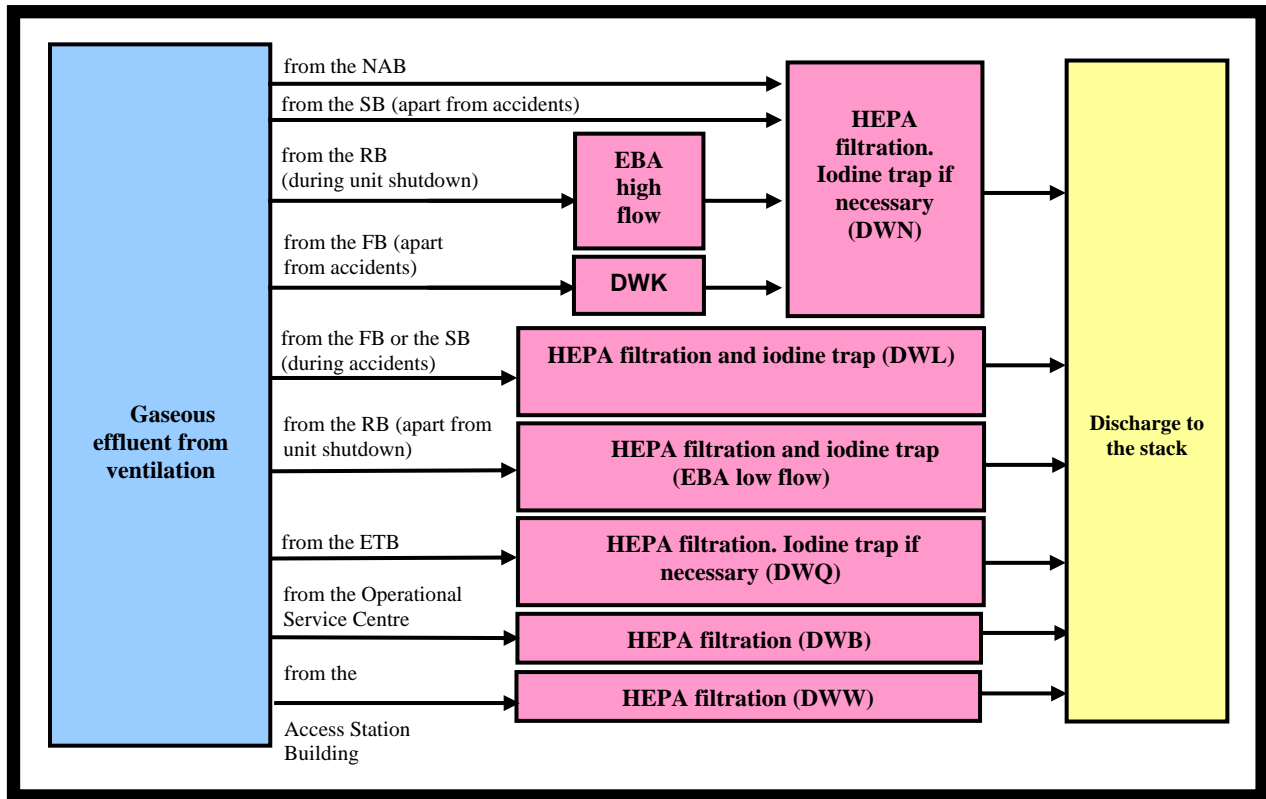 Gaseous
effluent from
ventilation
from the NAB
from the SB (apart from accidents)
from the RB
(during unit shutdown)
EBA
high
flow
from the FB (apart
from accidents)
DWK
HEPA
filtration.
Iodine trap if
necessary
(DWN)
from the FB or the SB
(during accidents)
HEPA filtration and iodine trap (DWL)
from the RB (apart from
unit shutdown)
HEPA filtration and iodine trap
(EBA low flow)
from the ETB
HEPA filtration. Iodine trap if
necessary (DWQ)
from the Operational
Service Centre
HEPA filtration (DWB)
from the
Access Station
Building
HEPA filtration (DWW)
Discharge to
the stack